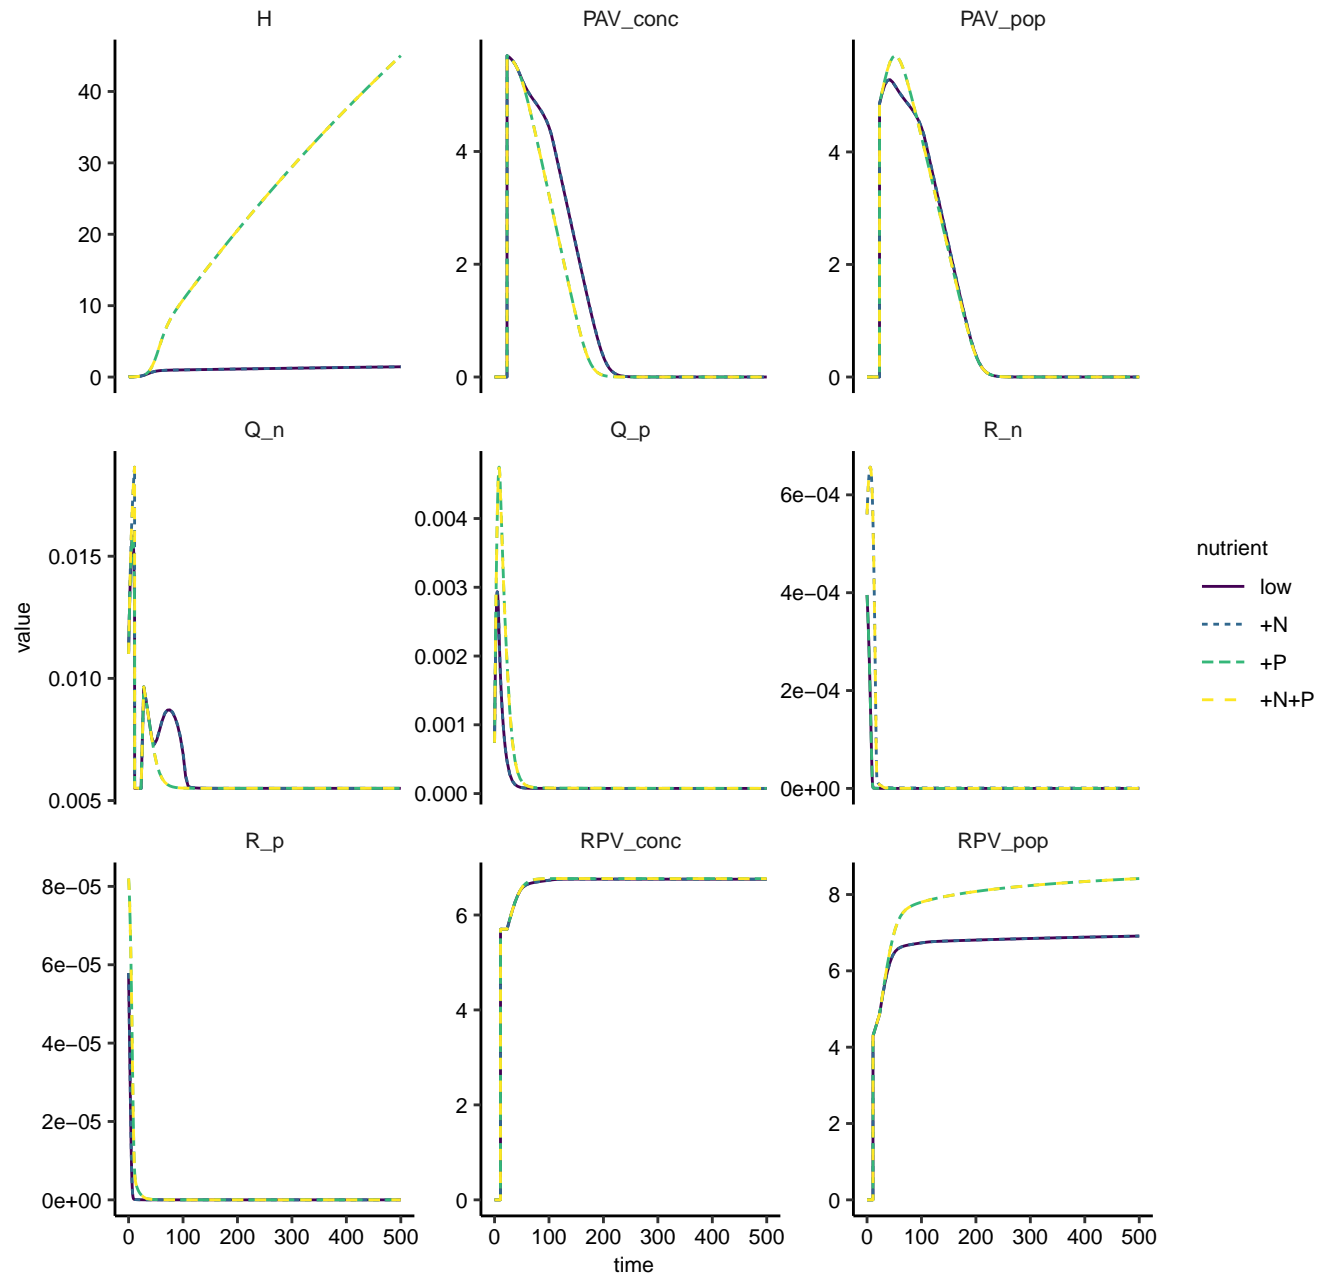 H PAV_conc PAV_pop
40
30
20
10
0
4
2
0
4
2
0
Q_n Q_p R_n
0.015
0.010
0.005
0.004
0.003
0.002
0.001
0.000
6e−04
4e−04
2e−04
0e+00
value
nutrient
low
+N
+P
+N+P
R_p RPV_conc RPV_pop
8e−05
6e−05
4e−05
2e−05
0e+00
6
4
2
0
8
6
4
2
0
0 100 200 300 400 500 0 100 200 300 400 500 0 100 200 300 400 500
time